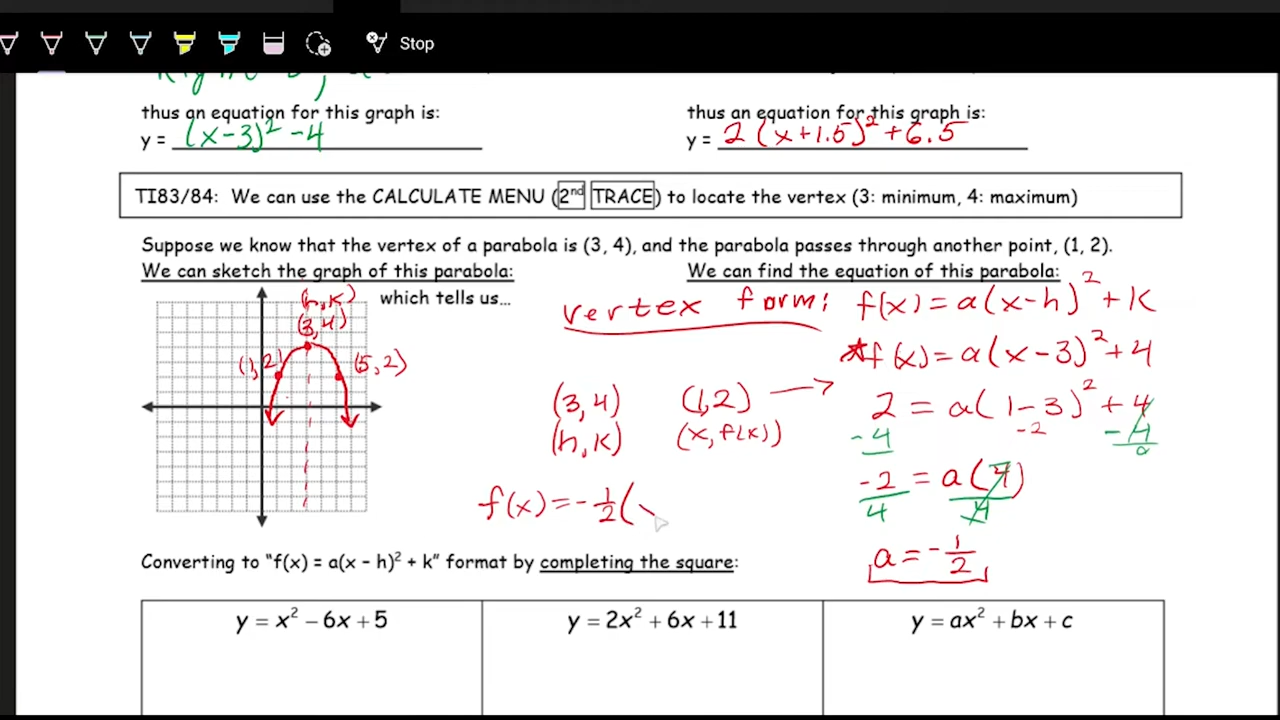 Stop
thus an equation for this graph is:
y = (x-3)² -4
thus an equation for this graph is:
y = 2(x+1.5)² +6.5
TI83/84: We can use the CALCULATE MENU (2nd TRACE) to locate the vertex (3: minimum, 4: maximum)
Suppose we know that the vertex of a parabola is (3, 4), and the parabola passes through another point, (1, 2).
We can sketch the graph of this parabola:
which tells us...
(h,k)
(3,4)
(1,2)
(5,2)
We can find the equation of this parabola:
vertex form: f(x) = a(x-h)² + k
*f(x) = a(x-3)² + 4
(3,4) (1,2) → 2 = a(1-3)² + 4
(h,k) (x, f(x)) -4 -2 -4
0
-2 = a(4)
4 4
f(x) = -1/2(
a = -1/2
Converting to "f(x) = a(x – h)² + k" format by completing the square:
y = x² – 6x + 5
y = 2x² + 6x + 11
y = ax² + bx + c